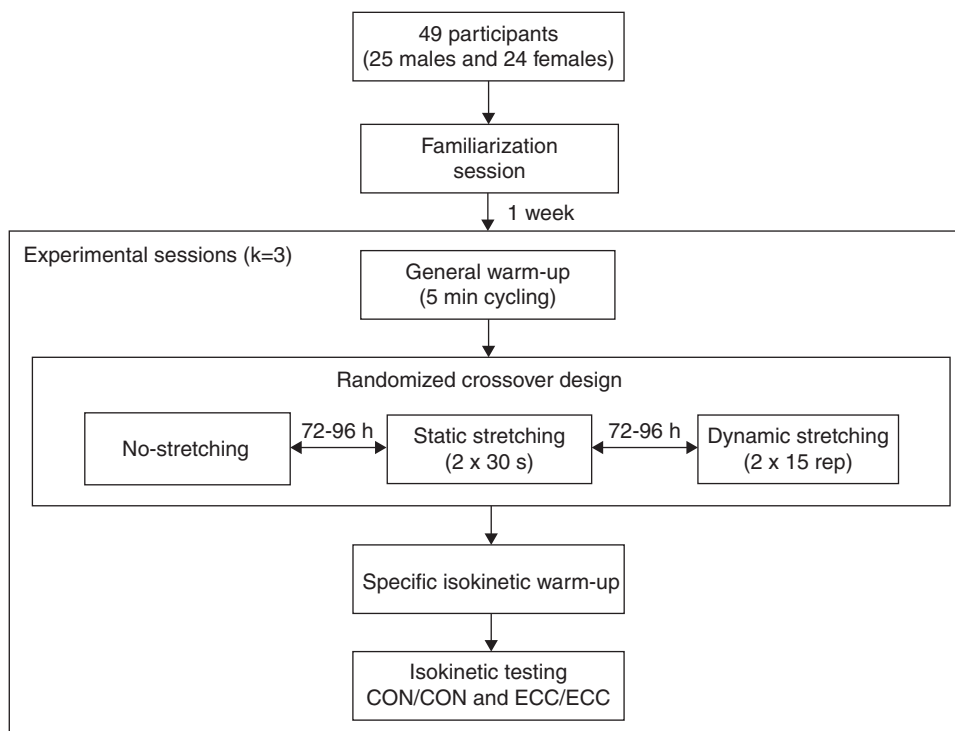 49 participants
(25 males and 24 females)
Familiarization
session
1 week
Experimental sessions (k=3)
General warm-up
(5 min cycling)
Randomized crossover design
No-stretching
72-96 h
Static stretching
(2 x 30 s)
72-96 h
Dynamic stretching
(2 x 15 rep)
Specific isokinetic warm-up
Isokinetic testing
CON/CON and ECC/ECC